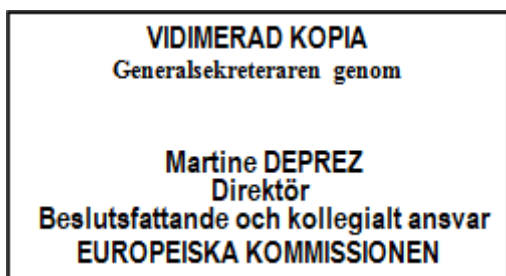 VIDIMERAD KOPIA
Generalsekreteraren genom
Martine DEPREZ
Direktör
Beslutsfattande och kollegialt ansvar
EUROPEISKA KOMMISSIONEN